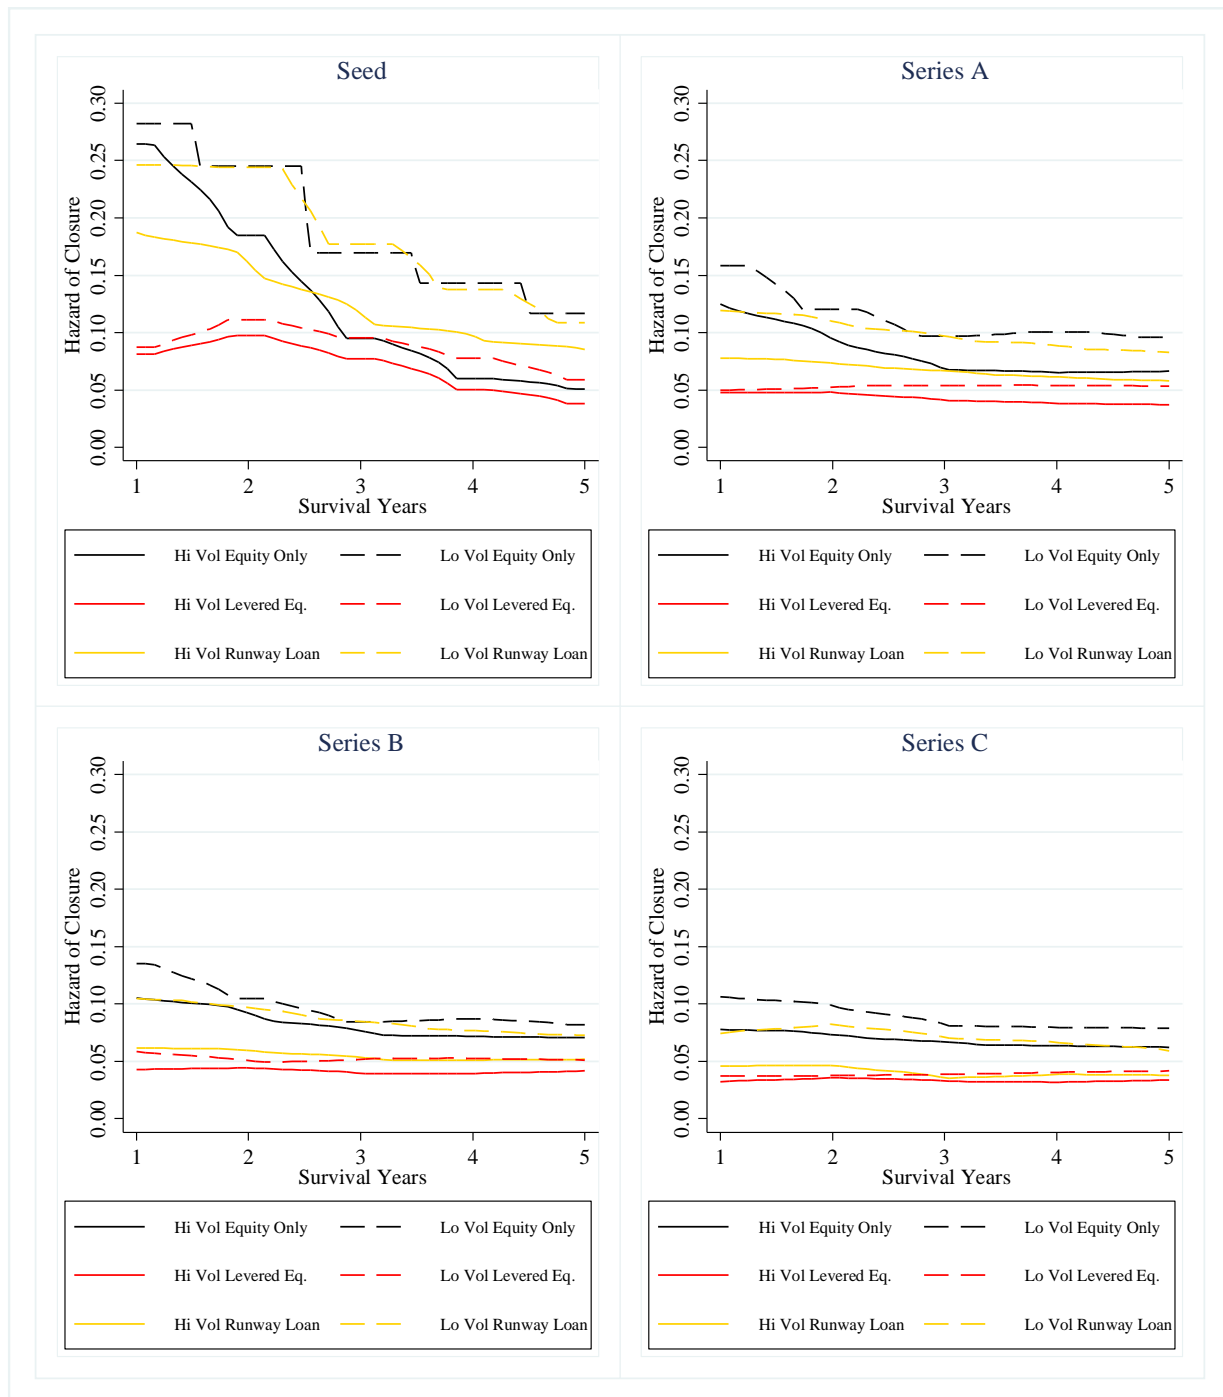 Seed
Hazard of Closure
0.30
0.25
0.20
0.15
0.10
0.05
0.00
1 2 3 4 5
Survival Years
Hi Vol Equity Only Lo Vol Equity Only
Hi Vol Levered Eq. Lo Vol Levered Eq.
Hi Vol Runway Loan Lo Vol Runway Loan
Series A
Hazard of Closure
0.30
0.25
0.20
0.15
0.10
0.05
0.00
1 2 3 4 5
Survival Years
Hi Vol Equity Only Lo Vol Equity Only
Hi Vol Levered Eq. Lo Vol Levered Eq.
Hi Vol Runway Loan Lo Vol Runway Loan
Series B
Hazard of Closure
0.30
0.25
0.20
0.15
0.10
0.05
0.00
1 2 3 4 5
Survival Years
Hi Vol Equity Only Lo Vol Equity Only
Hi Vol Levered Eq. Lo Vol Levered Eq.
Hi Vol Runway Loan Lo Vol Runway Loan
Series C
Hazard of Closure
0.30
0.25
0.20
0.15
0.10
0.05
0.00
1 2 3 4 5
Survival Years
Hi Vol Equity Only Lo Vol Equity Only
Hi Vol Levered Eq. Lo Vol Levered Eq.
Hi Vol Runway Loan Lo Vol Runway Loan